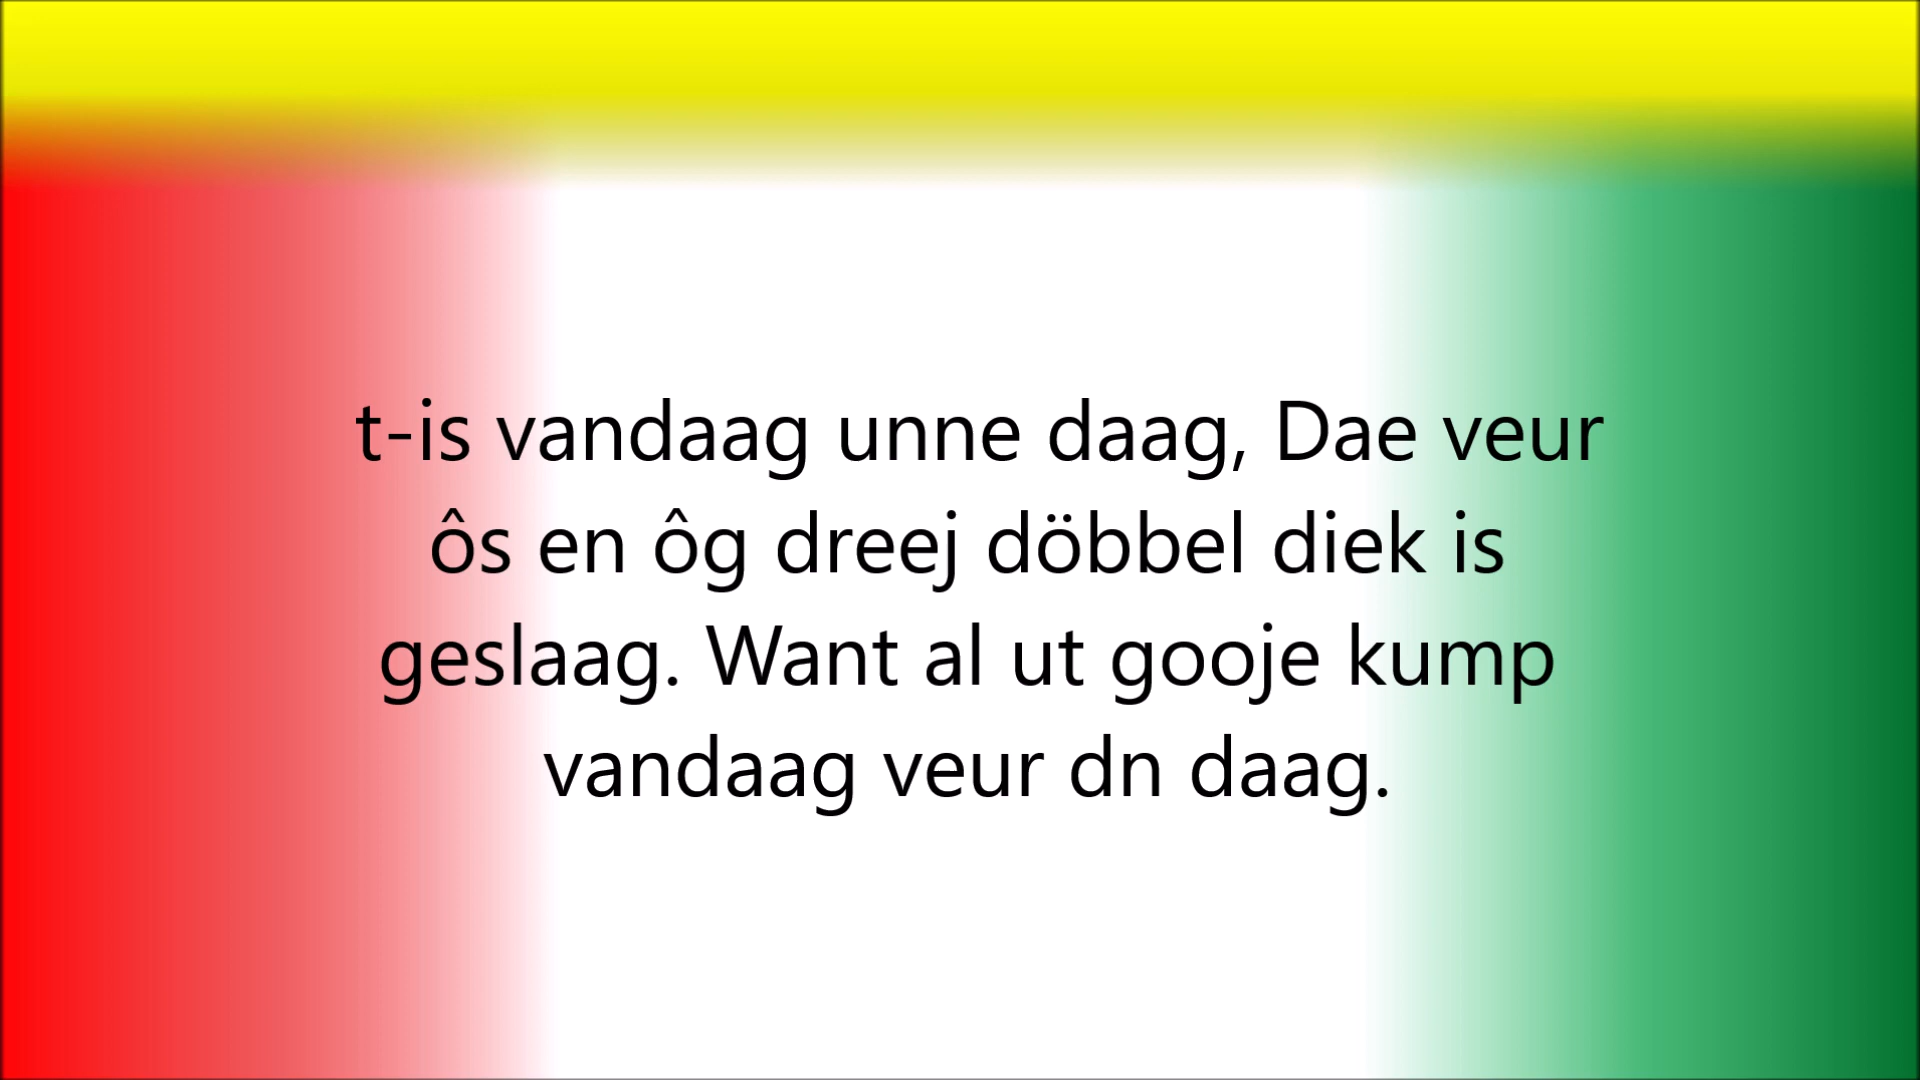 t-is vandaag unne daag, Dae veur
ôs en ôg dreej döbbel diek is
geslaag. Want al ut gooje kump
vandaag veur dn daag.